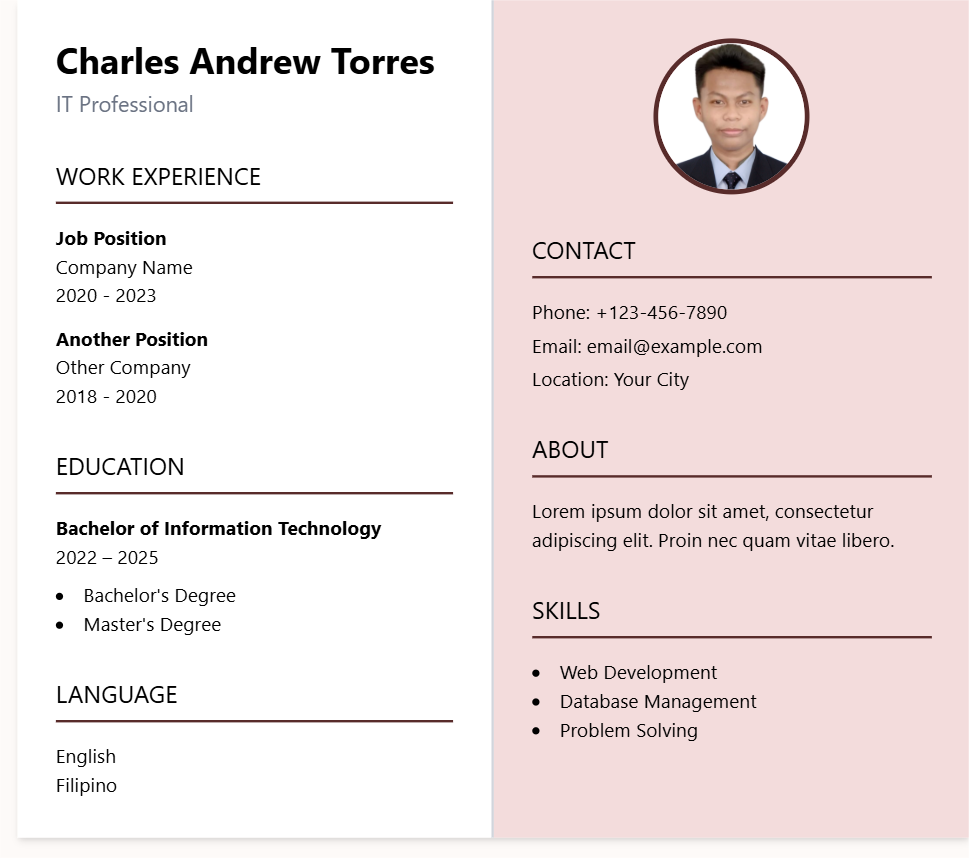 Charles Andrew Torres
IT Professional
WORK EXPERIENCE
Job Position
Company Name
2020 - 2023
Another Position
Other Company
2018 - 2020
EDUCATION
Bachelor of Information Technology
2022 – 2025
• Bachelor's Degree
• Master's Degree
LANGUAGE
English
Filipino
CONTACT
Phone: +123-456-7890
Email: email@example.com
Location: Your City
ABOUT
Lorem ipsum dolor sit amet, consectetur
adipiscing elit. Proin nec quam vitae libero.
SKILLS
• Web Development
• Database Management
• Problem Solving